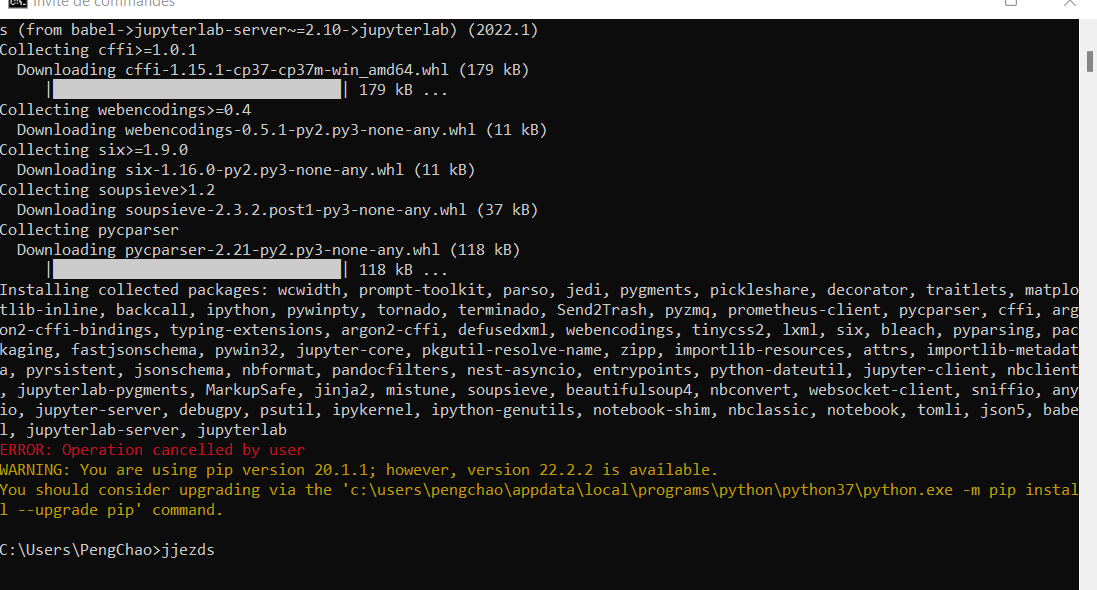 Invite de commandes
s (from babel->jupyterlab-server~=2.10->jupyterlab) (2022.1)
Collecting cffi>=1.0.1
  Downloading cffi-1.15.1-cp37-cp37m-win_amd64.whl (179 kB)
     |████████████████████████████████| 179 kB ...
Collecting webencodings>=0.4
  Downloading webencodings-0.5.1-py2.py3-none-any.whl (11 kB)
Collecting six>=1.9.0
  Downloading six-1.16.0-py2.py3-none-any.whl (11 kB)
Collecting soupsieve>1.2
  Downloading soupsieve-2.3.2.post1-py3-none-any.whl (37 kB)
Collecting pycparser
  Downloading pycparser-2.21-py2.py3-none-any.whl (118 kB)
     |████████████████████████████████| 118 kB ...
Installing collected packages: wcwidth, prompt-toolkit, parso, jedi, pygments, pickleshare, decorator, traitlets, matplo
tlib-inline, backcall, ipython, pywinpty, tornado, terminado, Send2Trash, pyzmq, prometheus-client, pycparser, cffi, arg
on2-cffi-bindings, typing-extensions, argon2-cffi, defusedxml, webencodings, tinycss2, lxml, six, bleach, pyparsing, pac
kaging, fastjsonschema, pywin32, jupyter-core, pkgutil-resolve-name, zipp, importlib-resources, attrs, importlib-metadat
a, pyrsistent, jsonschema, nbformat, pandocfilters, nest-asyncio, entrypoints, python-dateutil, jupyter-client, nbclient
, jupyterlab-pygments, MarkupSafe, jinja2, mistune, soupsieve, beautifulsoup4, nbconvert, websocket-client, sniffio, any
io, jupyter-server, debugpy, psutil, ipykernel, ipython-genutils, notebook-shim, nbclassic, notebook, tomli, json5, babe
l, jupyterlab-server, jupyterlab
ERROR: Operation cancelled by user
WARNING: You are using pip version 20.1.1; however, version 22.2.2 is available.
You should consider upgrading via the 'c:\users\pengchao\appdata\local\programs\python\python37\python.exe -m pip instal
l --upgrade pip' command.
C:\Users\PengChao>jjezds